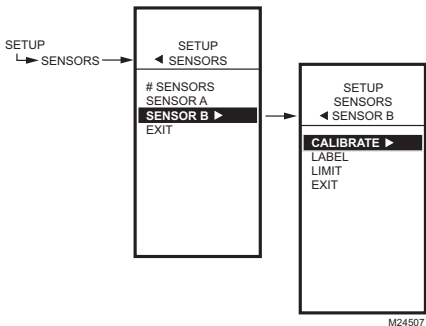 SETUP
SENSORS
SETUP
◄ SENSORS
# SENSORS
SENSOR A
SENSOR B ►
EXIT
SETUP
SENSORS
◄ SENSOR B
CALIBRATE ►
LABEL
LIMIT
EXIT
M24507